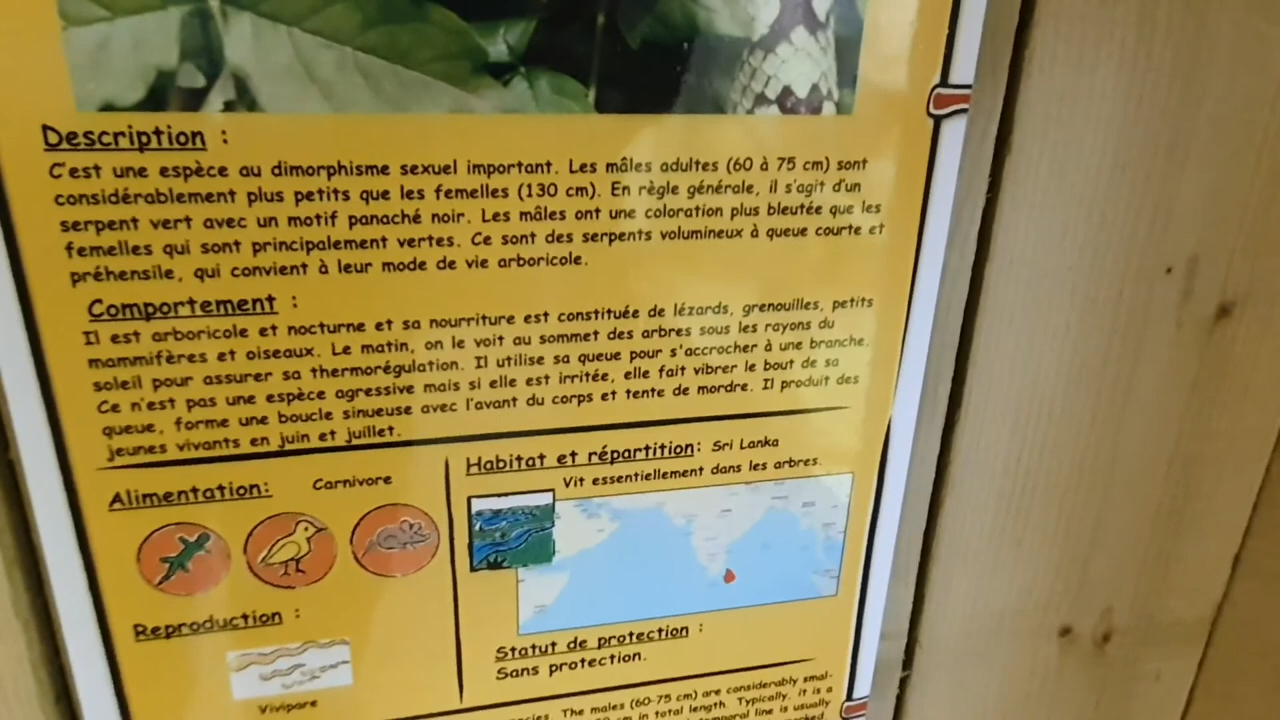 Description :
C'est une espèce au dimorphisme sexuel important. Les mâles adultes (60 à 75 cm) sont
considérablement plus petits que les femelles (130 cm). En règle générale, il s'agit d'un
serpent vert avec un motif panaché noir. Les mâles ont une coloration plus bleutée que les
femelles qui sont principalement vertes. Ce sont des serpents volumineux à queue courte et
préhensile, qui convient à leur mode de vie arboricole.
Comportement :
Il est arboricole et nocturne et sa nourriture est constituée de lézards, grenouilles, petits
mammifères et oiseaux. Le matin, on le voit au sommet des arbres sous les rayons du
soleil pour assurer sa thermorégulation. Il utilise sa queue pour s'accrocher à une branche.
Ce n'est pas une espèce agressive mais si elle est irritée, elle fait vibrer le bout de sa
queue, forme une boucle sinueuse avec l'avant du corps et tente de mordre. Il produit des
jeunes vivants en juin et juillet.
Alimentation: Carnivore
Reproduction :
Vivipare
Habitat et répartition: Sri Lanka
Vit essentiellement dans les arbres.
Statut de protection :
Sans protection.
The males (60-75 cm) are considerably smal-
cm in total length. Typically, it is a
line is usually